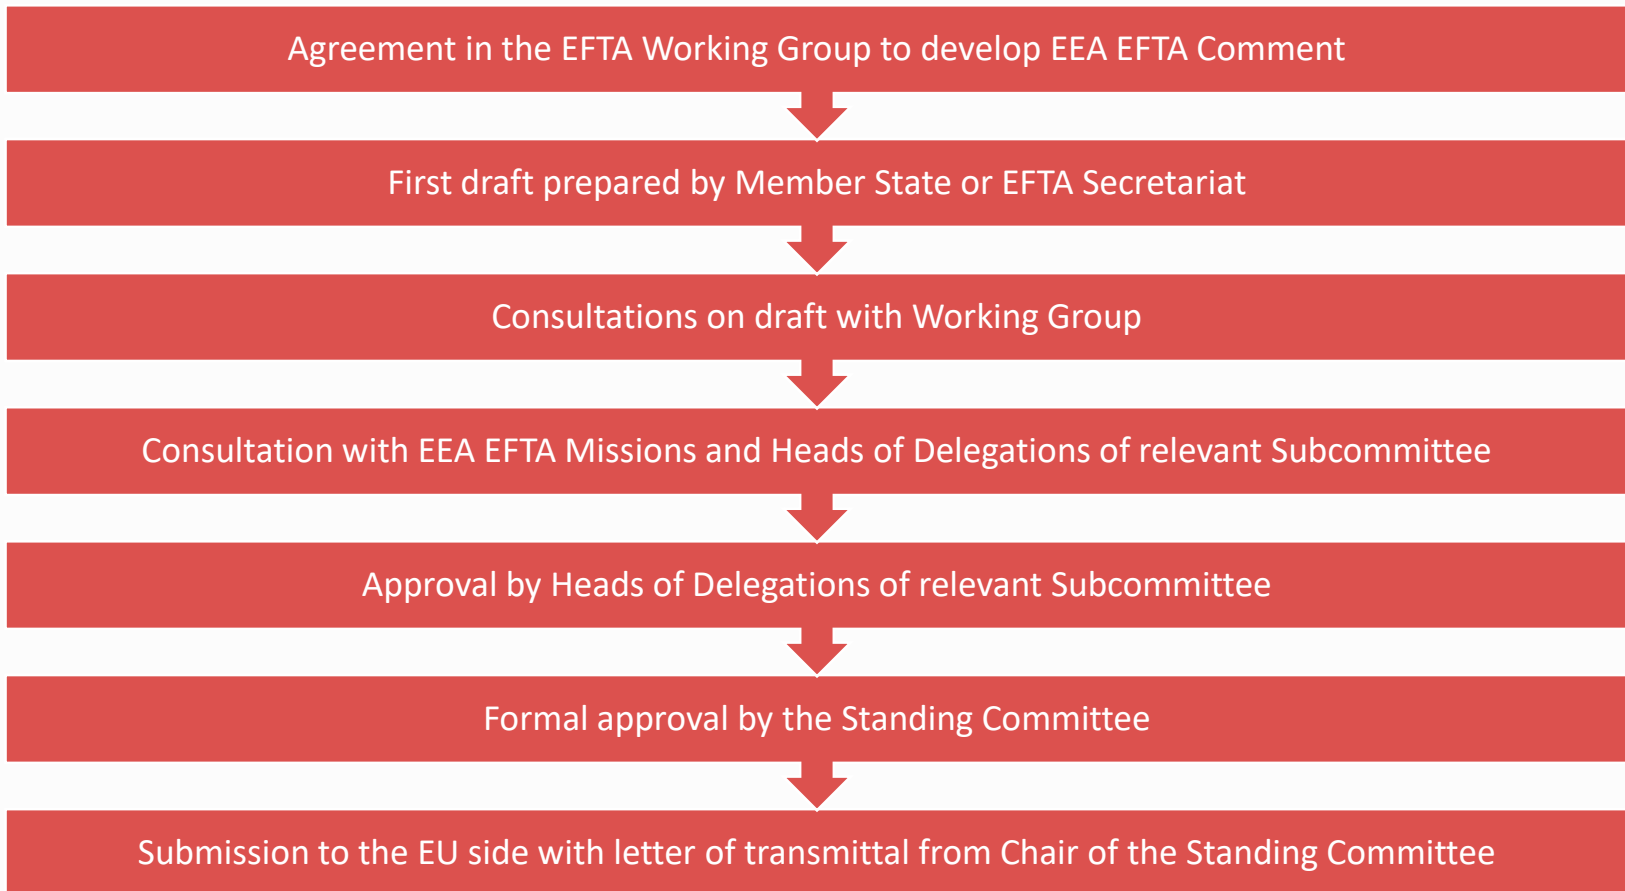 Agreement in the EFTA Working Group to develop EEA EFTA Comment
First draft prepared by Member State or EFTA Secretariat
Consultations on draft with Working Group
Consultation with EEA EFTA Missions and Heads of Delegations of relevant Subcommittee
Approval by Heads of Delegations of relevant Subcommittee
Formal approval by the Standing Committee
Submission to the EU side with letter of transmittal from Chair of the Standing Committee